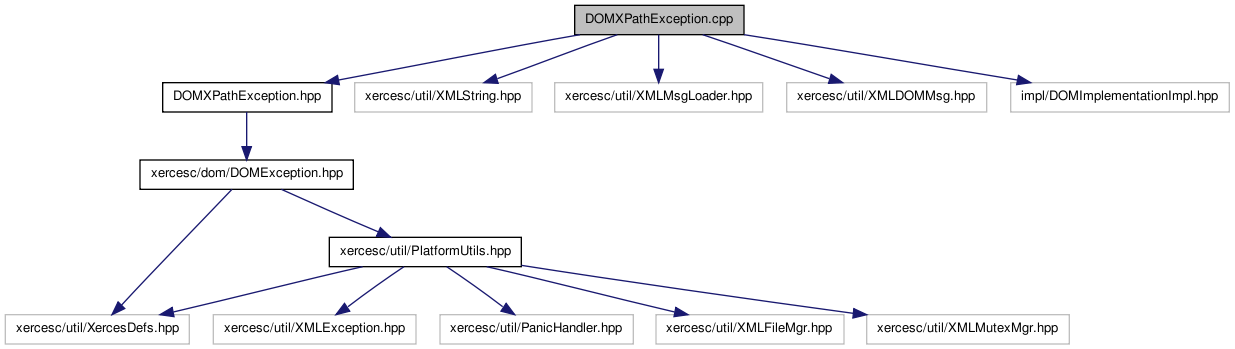 DOMXPathException.cpp
DOMXPathException.hpp
xercesc/util/XMLString.hpp
xercesc/util/XMLMsgLoader.hpp
xercesc/util/XMLDOMMsg.hpp
impl/DOMImplementationImpl.hpp
xercesc/dom/DOMException.hpp
xercesc/util/PlatformUtils.hpp
xercesc/util/XercesDefs.hpp
xercesc/util/XMLException.hpp
xercesc/util/PanicHandler.hpp
xercesc/util/XMLFileMgr.hpp
xercesc/util/XMLMutexMgr.hpp